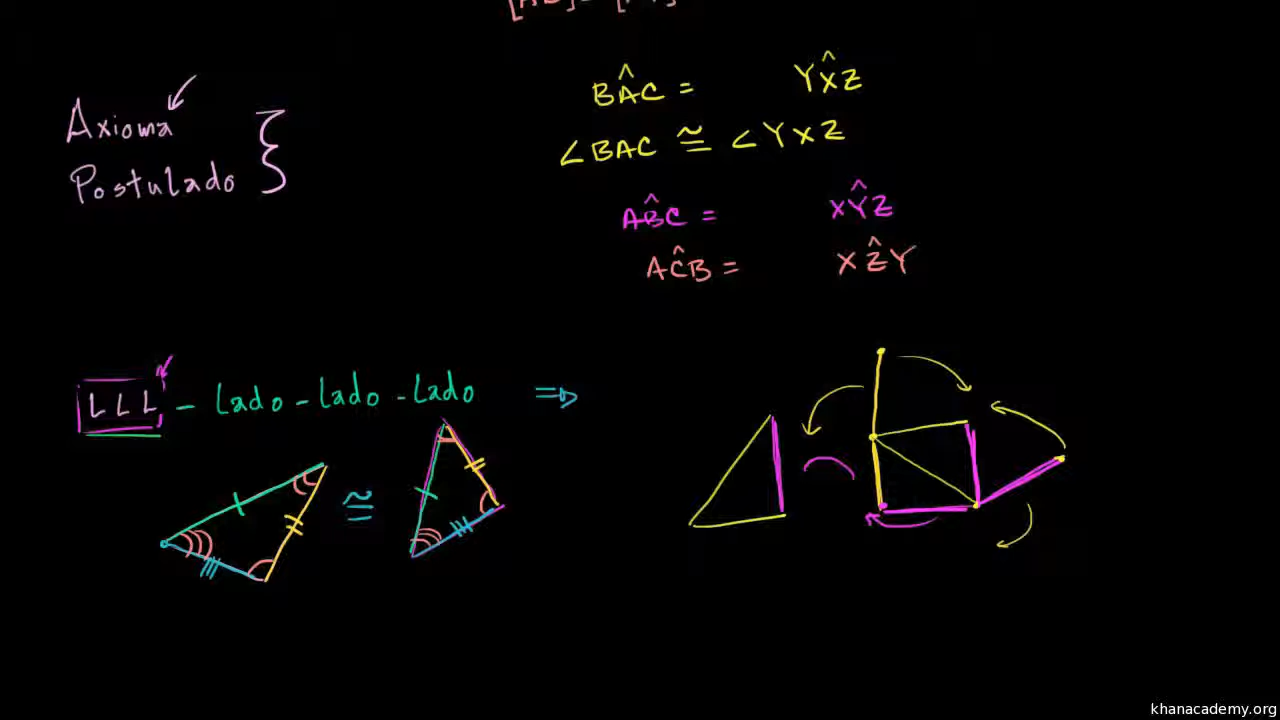 BÂC = YX̂Z
∠BAC ≅ ∠YXZ
AB̂C = XŶZ
AĈB = XẐY
Axioma
Postulado }
LLL - lado - lado - lado ⇒
≅
khanacademy.org